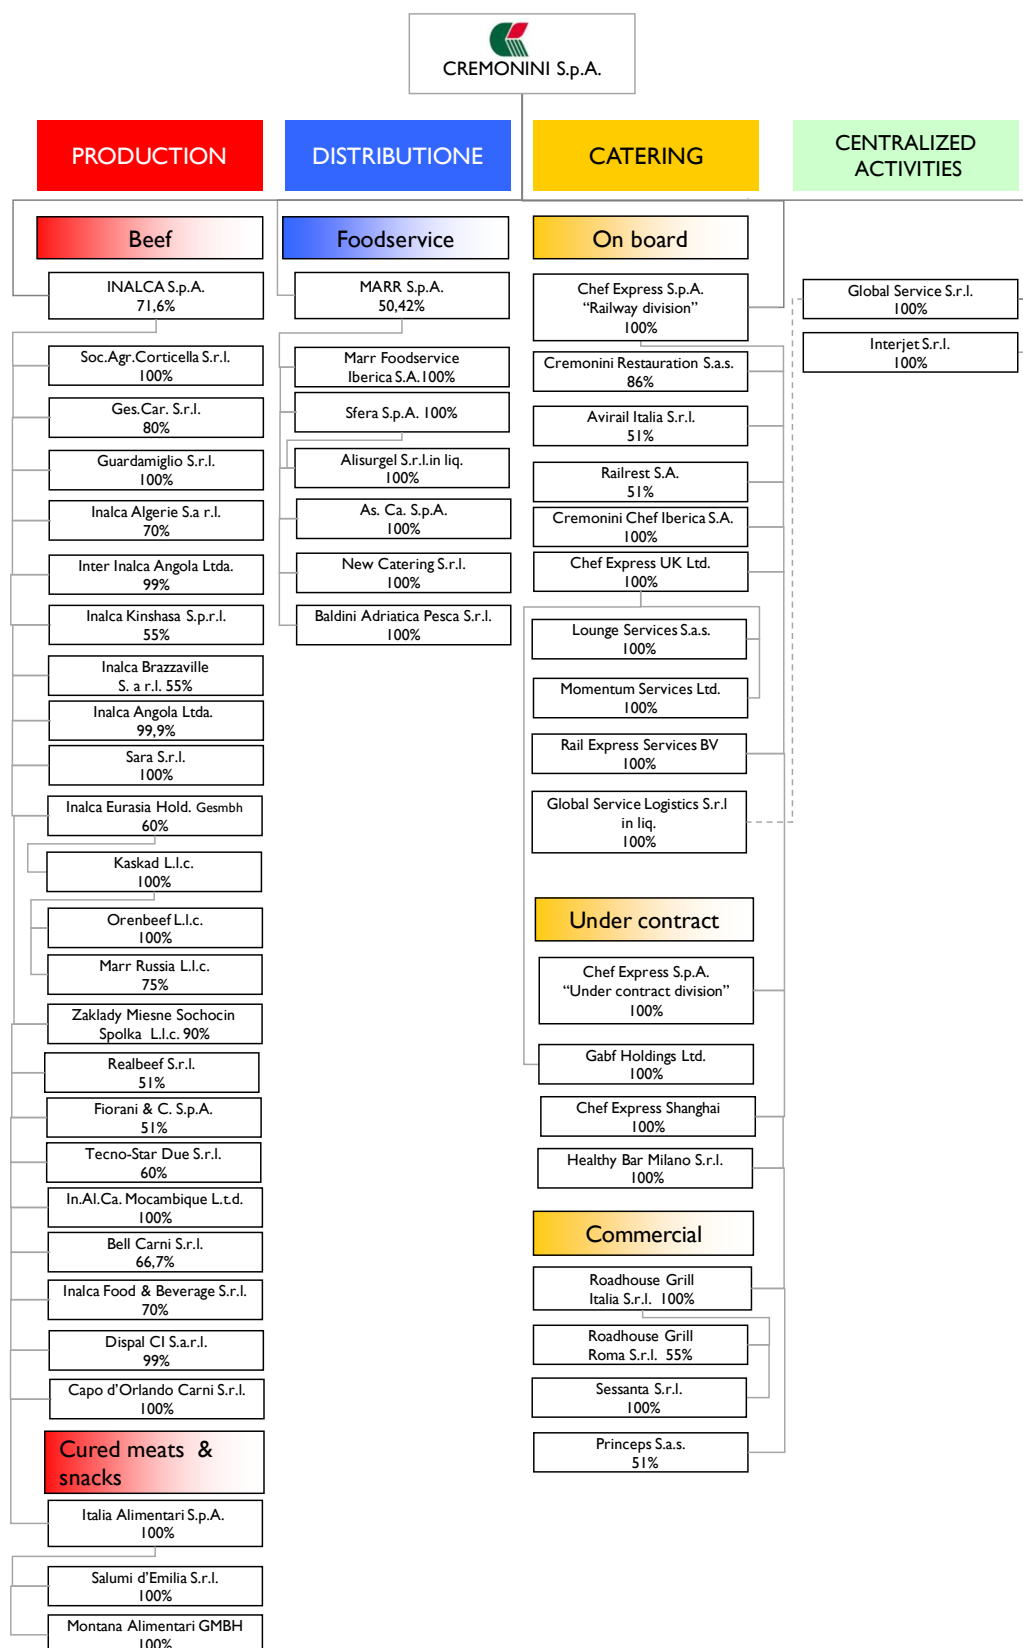 CREMONINI S.p.A.
PRODUCTION
DISTRIBUTIONE
CATERING
CENTRALIZED
ACTIVITIES
Beef
INALCA S.p.A.
71,6%
Soc.Agr.Corticella S.r.l.
100%
Ges.Car. S.r.l.
80%
Guardamiglio S.r.l.
100%
Inalca Algerie S.a r.l.
70%
Inter Inalca Angola Ltda.
99%
Inalca Kinshasa S.p.r.l.
55%
Inalca Brazzaville
S. a r.l. 55%
Inalca Angola Ltda.
99,9%
Sara S.r.l.
100%
Inalca Eurasia Hold. Gesmbh
60%
Kaskad L.l.c.
100%
Orenbeef L.l.c.
100%
Marr Russia L.l.c.
75%
Zaklady Miesne Sochocin
Spolka L.l.c. 90%
Realbeef S.r.l.
51%
Fiorani & C. S.p.A.
51%
Tecno-Star Due S.r.l.
60%
In.Al.Ca. Mocambique L.t.d.
100%
Bell Carni S.r.l.
66,7%
Inalca Food & Beverage S.r.l.
70%
Dispal CI S.a.r.l.
99%
Capo d'Orlando Carni S.r.l.
100%
Cured meats &
snacks
Italia Alimentari S.p.A.
100%
Salumi d'Emilia S.r.l.
100%
Montana Alimentari GMBH
100%
Foodservice
MARR S.p.A.
50,42%
Marr Foodservice
Iberica S.A.100%
Sfera S.p.A. 100%
Alisurgel S.r.l.in liq.
100%
As. Ca. S.p.A.
100%
New Catering S.r.l.
100%
Baldini Adriatica Pesca S.r.l.
100%
On board
Chef Express S.p.A.
“Railway division”
100%
Cremonini Restauration S.a.s.
86%
Avirail Italia S.r.l.
51%
Railrest S.A.
51%
Cremonini Chef Iberica S.A.
100%
Chef Express UK Ltd.
100%
Lounge Services S.a.s.
100%
Momentum Services Ltd.
100%
Rail Express Services BV
100%
Global Service Logistics S.r.l
in liq.
100%
Under contract
Chef Express S.p.A.
“Under contract division”
100%
Gabf Holdings Ltd.
100%
Chef Express Shanghai
100%
Healthy Bar Milano S.r.l.
100%
Commercial
Roadhouse Grill
Italia S.r.l. 100%
Roadhouse Grill
Roma S.r.l. 55%
Sessanta S.r.l.
100%
Princeps S.a.s.
51%
Global Service S.r.l.
100%
Interjet S.r.l.
100%